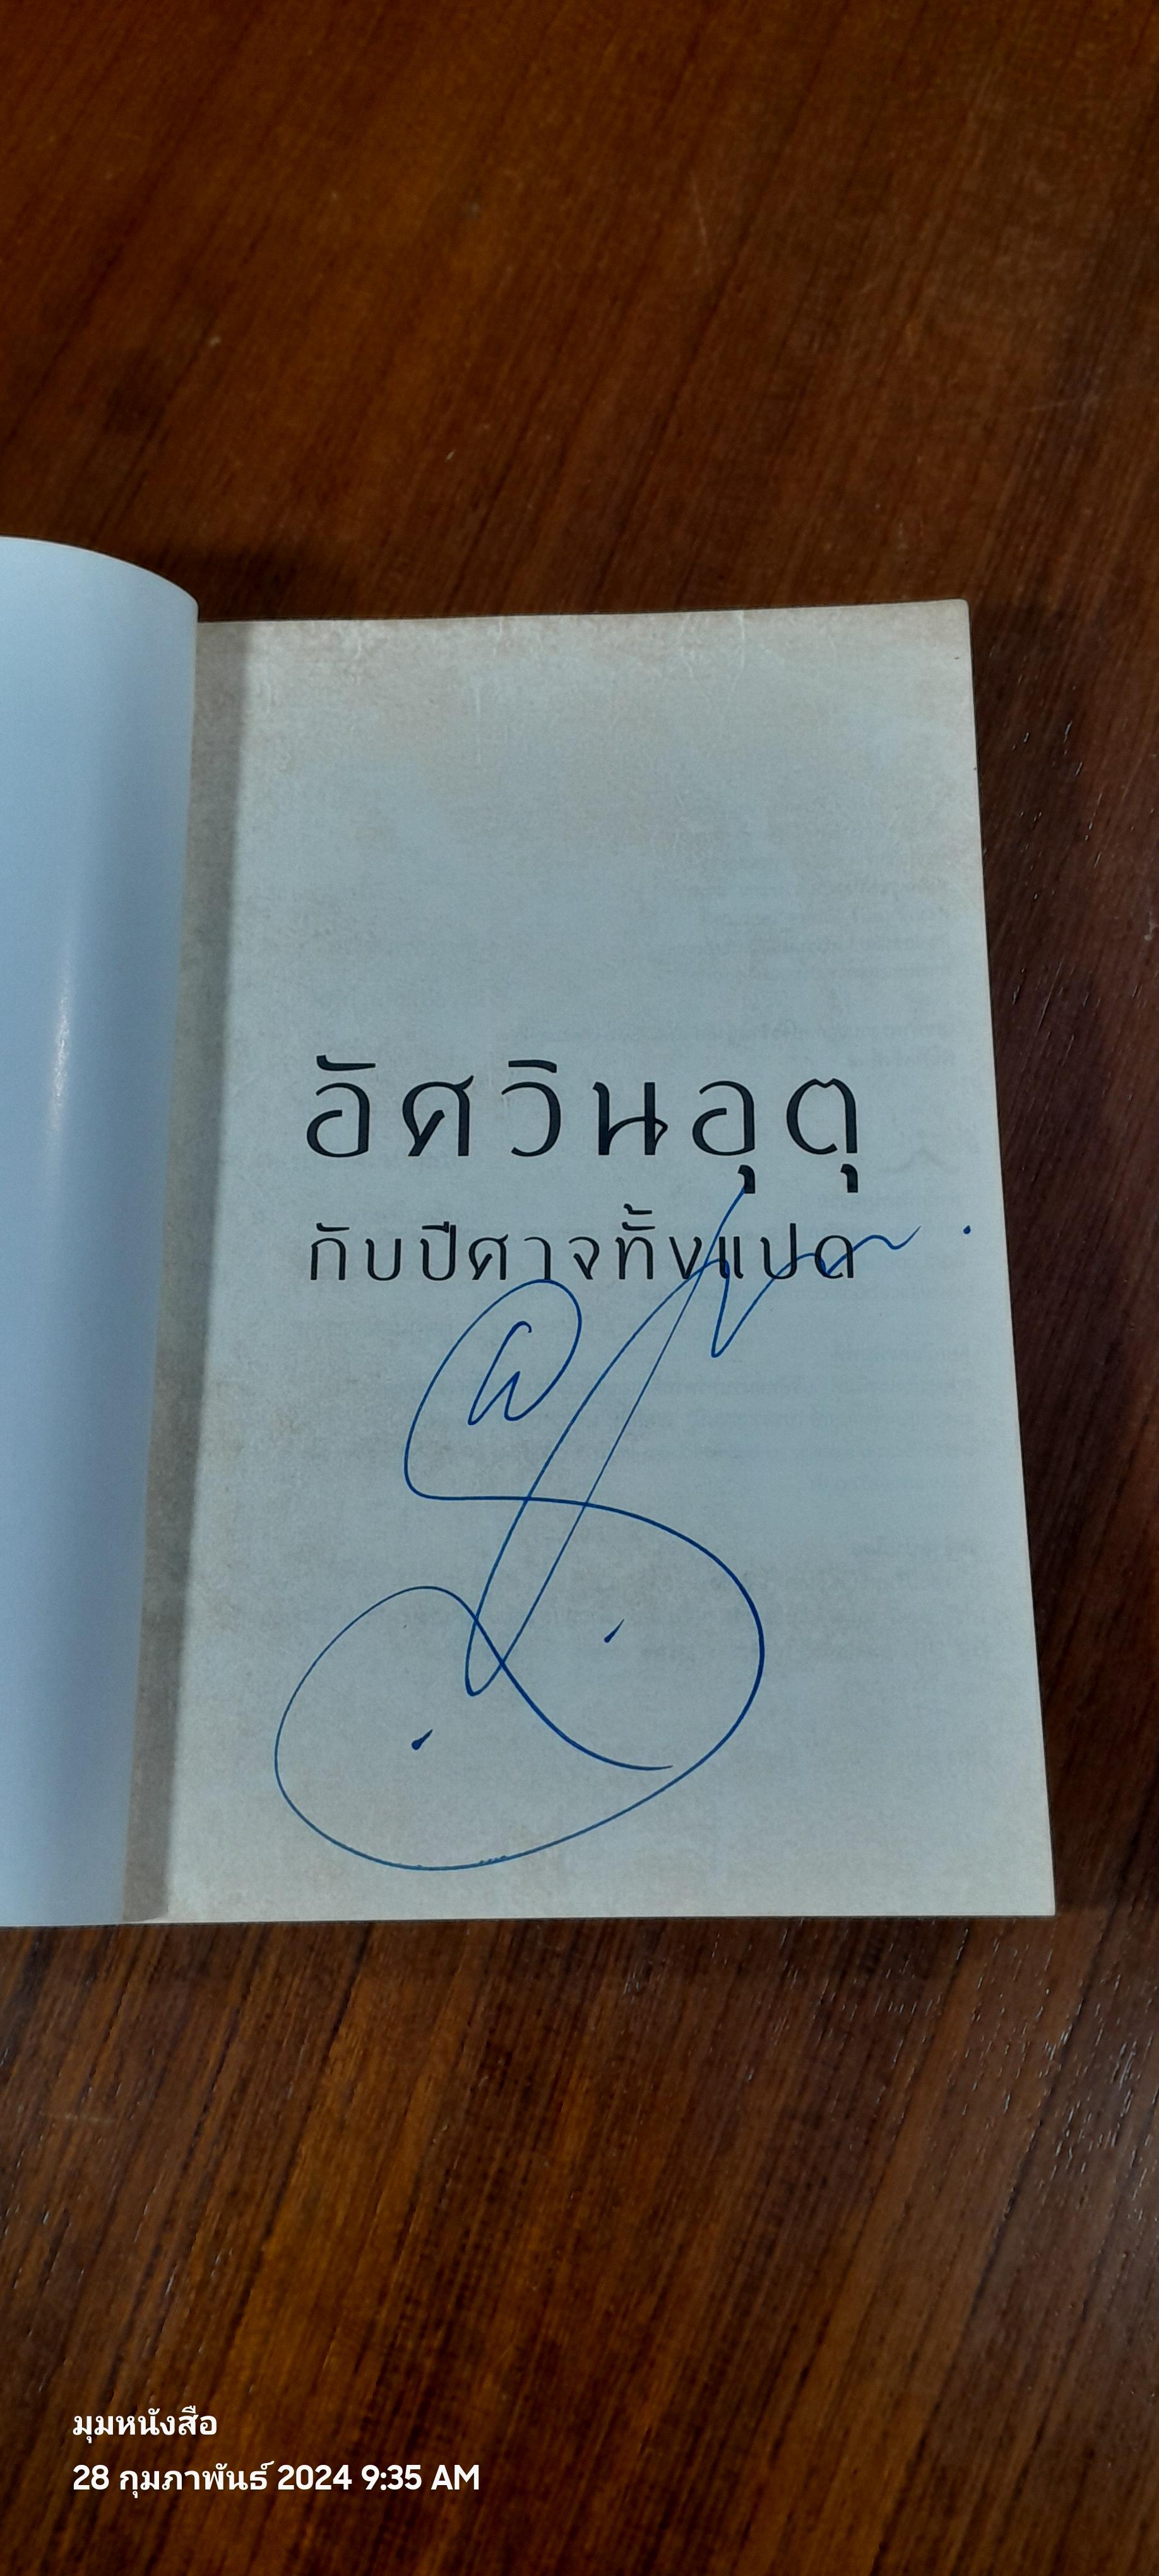 อัศวินอุตุ
กับปีศาจทั้งแปด
มุมหนังสือ
28 กุมภาพันธ์ 2024 9:35 AM